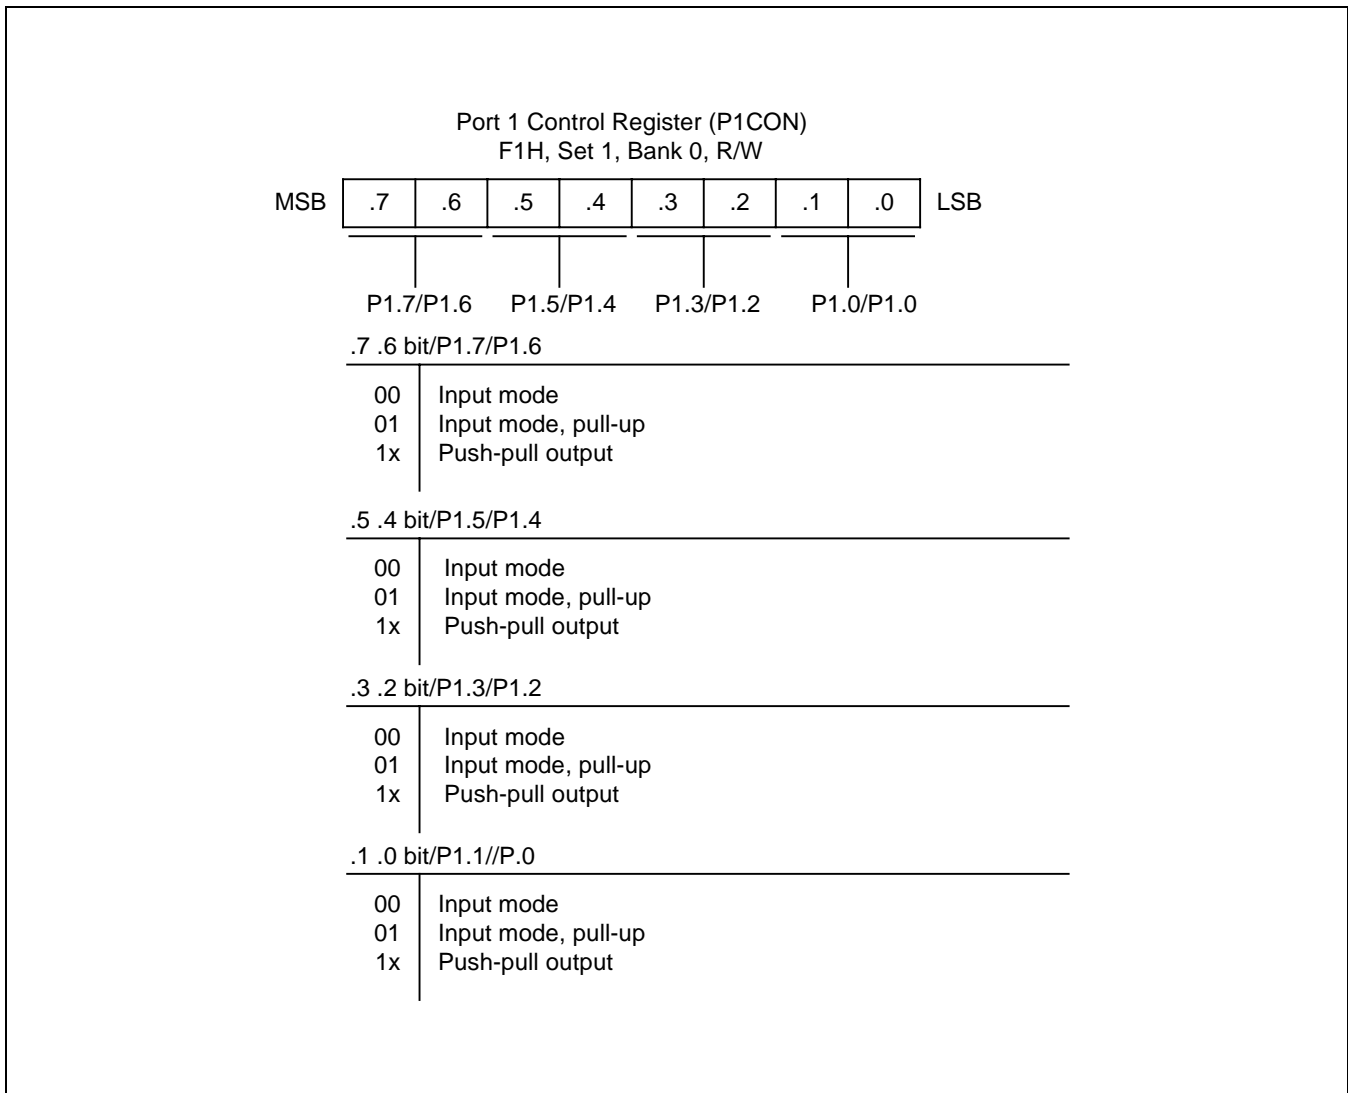 Port 1 Control Register (P1CON)
F1H, Set 1, Bank 0, R/W
MSB .7 .6 .5 .4 .3 .2 .1 .0 LSB
P1.7/P1.6 P1.5/P1.4 P1.3/P1.2 P1.0/P1.0
.7 .6 bit/P1.7/P1.6
00 Input mode
01 Input mode, pull-up
1x Push-pull output
.5 .4 bit/P1.5/P1.4
00 Input mode
01 Input mode, pull-up
1x Push-pull output
.3 .2 bit/P1.3/P1.2
00 Input mode
01 Input mode, pull-up
1x Push-pull output
.1 .0 bit/P1.1//P.0
00 Input mode
01 Input mode, pull-up
1x Push-pull output